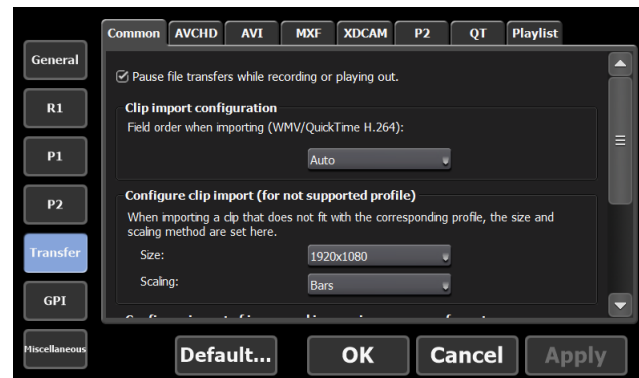 Common AVCHD AVI MXF XDCAM P2 QT Playlist
General
R1
P1
P2
Transfer
GPI
Miscellaneous
Pause file transfers while recording or playing out.
Clip import configuration
Field order when importing (WMV/QuickTime H.264):
Auto
Configure clip import (for not supported profile)
When importing a clip that does not fit with the corresponding profile, the size and
scaling method are set here.
Size: 1920x1080
Scaling: Bars
Default... OK Cancel Apply